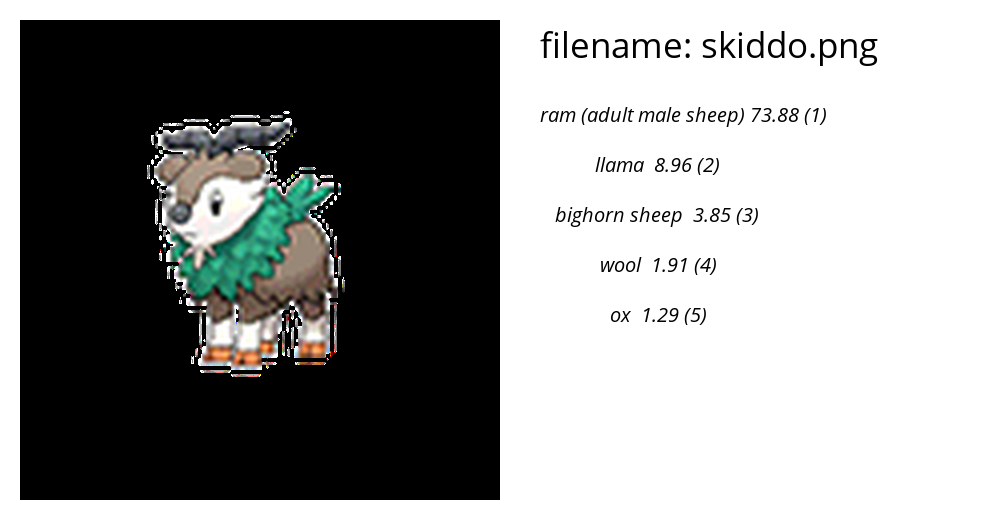 filename: skiddo.png
ram (adult male sheep) 73.88 (1)
llama 8.96 (2)
bighorn sheep 3.85 (3)
wool 1.91 (4)
ox 1.29 (5)